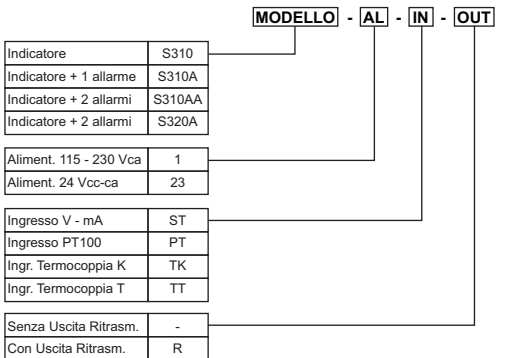 MODELLO - AL - IN - OUT
Indicatore S310
Indicatore + 1 allarme S310A
Indicatore + 2 allarmi S310AA
Indicatore + 2 allarmi S320A
Aliment. 115 - 230 Vca 1
Aliment. 24 Vcc-ca 23
Ingresso V - mA ST
Ingresso PT100 PT
Ingr. Termocoppia K TK
Ingr. Termocoppia T TT
Senza Uscita Ritrasm. -
Con Uscita Ritrasm. R